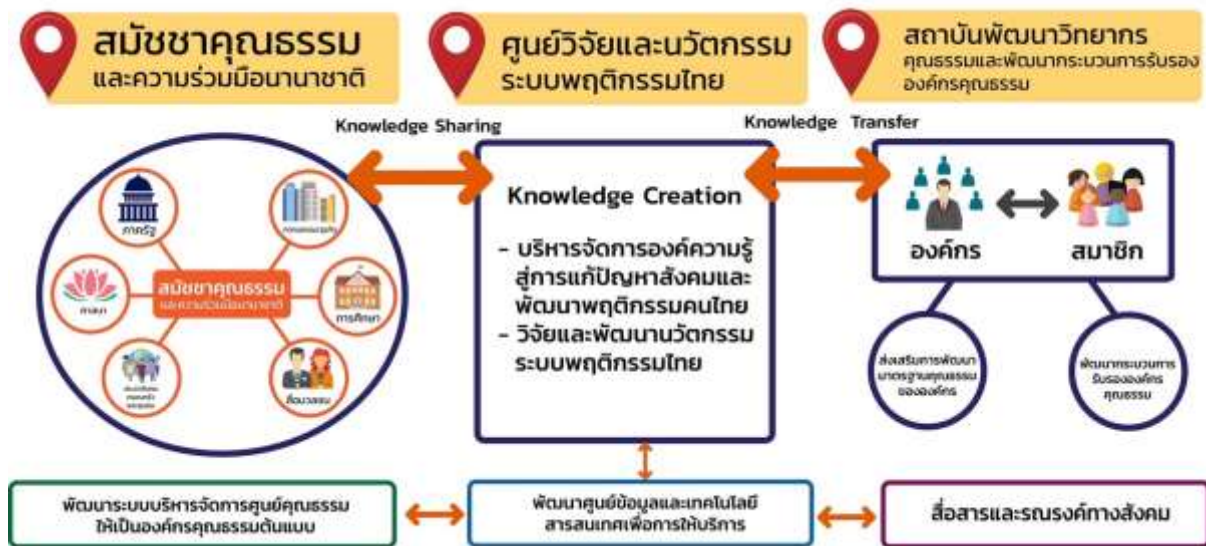 สมัชชาคุณธรรม
และความร่วมมือนานาชาติ
ศูนย์วิจัยและนวัตกรรม
ระบบพฤติกรรมไทย
สถาบันพัฒนาวิทยากร
คุณธรรมและพัฒนากระบวนการรับรอง
องค์กรคุณธรรม
Knowledge Sharing
Knowledge Transfer
ภาครัฐ
ศาสนา
สมัชชาคุณธรรม
และความร่วมมือนานาชาติ
การศึกษา
สื่อมวลชน
Knowledge Creation
- บริหารจัดการองค์ความรู้
สู่การแก้ปัญหาสังคมและ
พัฒนาพฤติกรรมคนไทย
- วิจัยและพัฒนานวัตกรรม
ระบบพฤติกรรมไทย
องค์กร
สมาชิก
ส่งเสริมการพัฒนา
มาตรฐานคุณธรรม
ขององค์กร
พัฒนากระบวนการ
รับรององค์กร
คุณธรรม
พัฒนาระบบบริหารจัดการศูนย์คุณธรรม
ให้เป็นองค์กรคุณธรรมต้นแบบ
พัฒนาศูนย์ข้อมูลและเทคโนโลยี
สารสนเทศเพื่อการให้บริการ
สื่อสารและรณรงค์ทางสังคม